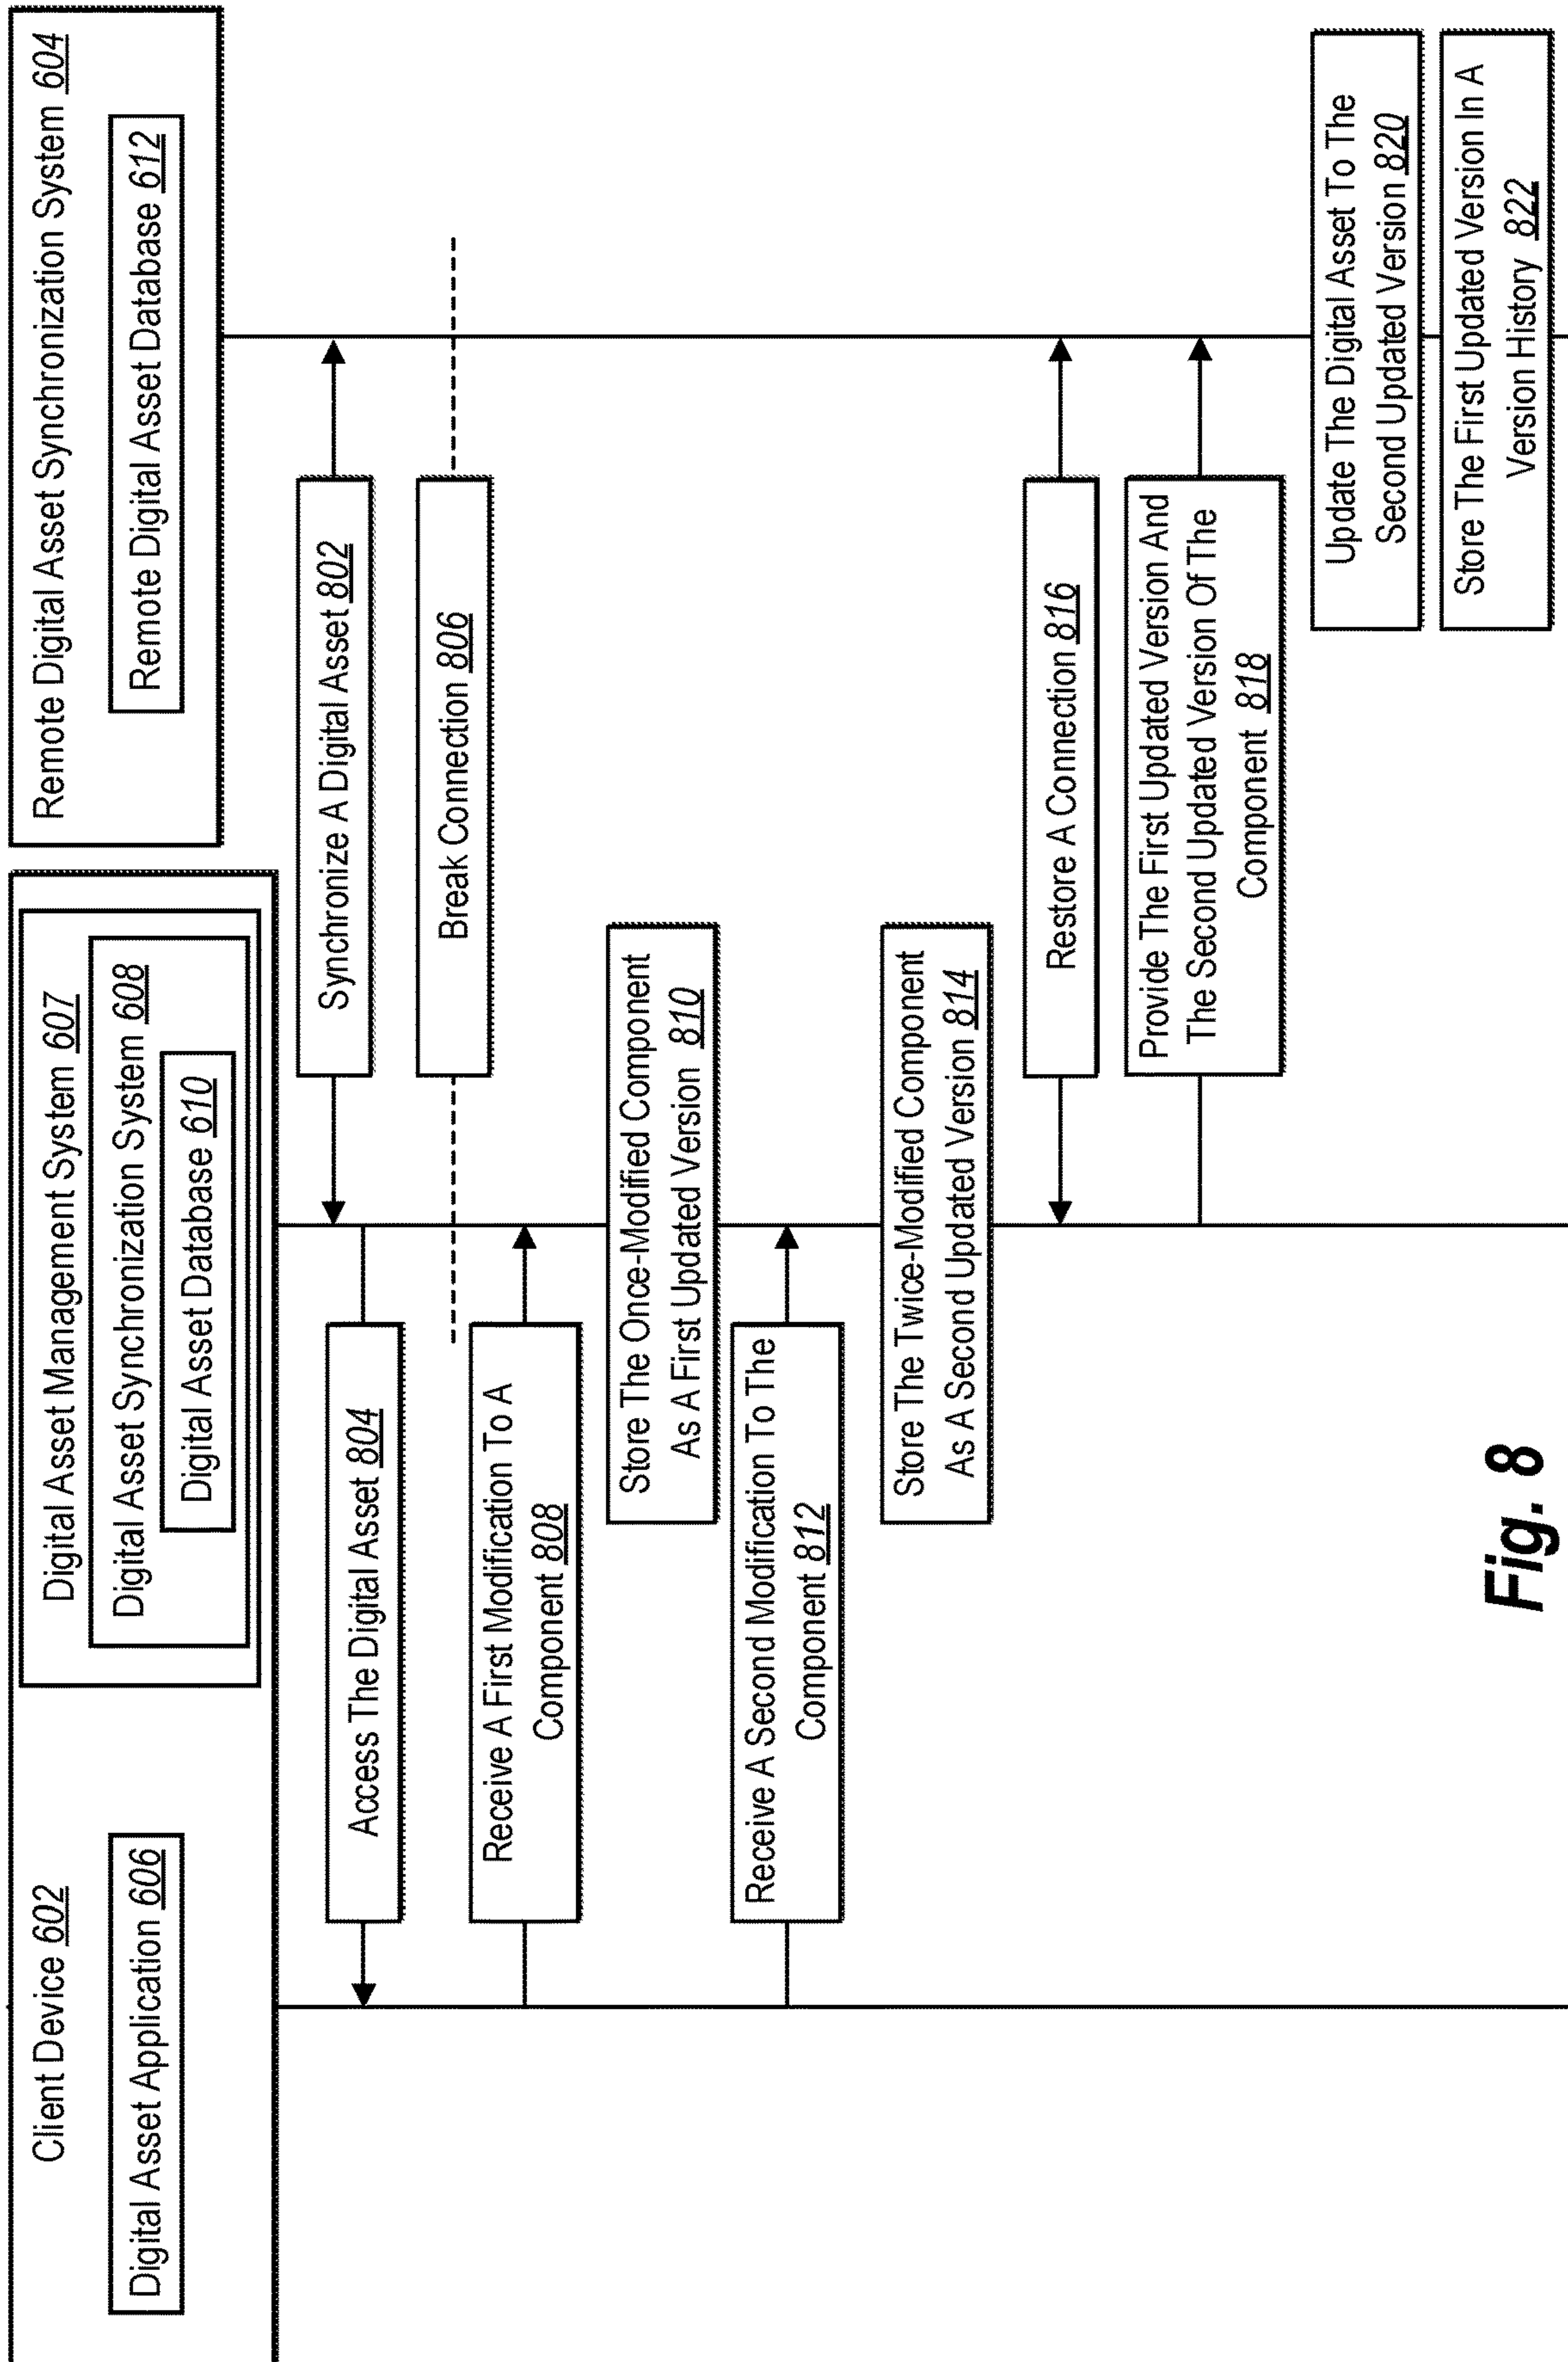 Client Device 602
Digital Asset Application 606
Digital Asset Management System 607
Digital Asset Synchronization System 608
Digital Asset Database 610
Remote Digital Asset Synchronization System 604
Remote Digital Asset Database 612
Synchronize A Digital Asset 802
Access The Digital Asset 804
Break Connection 806
Receive A First Modification To A
Component 808
Store The Once-Modified Component
As A First Updated Version 810
Receive A Second Modification To The
Component 812
Store The Twice-Modified Component
As A Second Updated Version 814
Restore A Connection 816
Provide The First Updated Version And
The Second Updated Version Of The
Component 818
Update The Digital Asset To The
Second Updated Version 820
Store The First Updated Version In A
Version History 822
Fig. 8